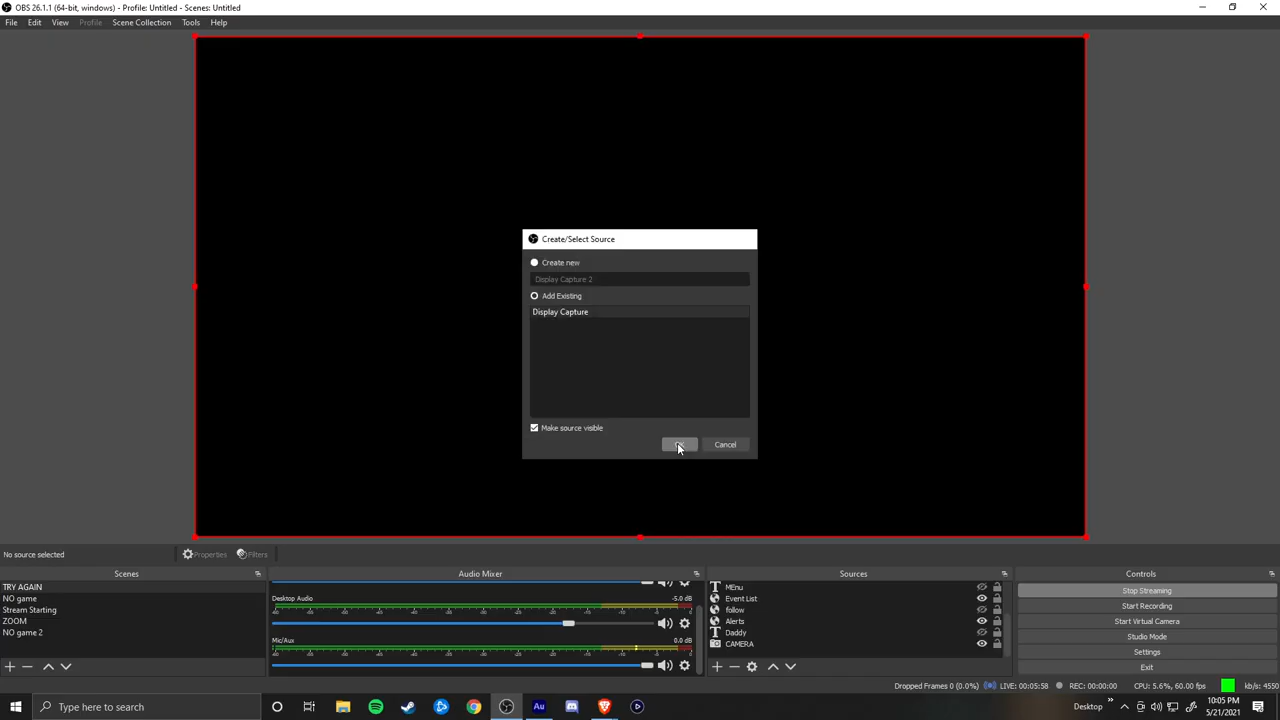 OBS 26.1.1 (64-bit, windows) - Profile: Untitled - Scenes: Untitled
File Edit View Profile Scene Collection Tools Help
Create/Select Source
Create new
Display Capture 2
Add Existing
Display Capture
Make source visible
Cancel
No source selected Properties Filters
Scenes Audio Mixer Sources Controls
TRY AGAIN
NO game
Stream Starting
ZOOM
NO game 2
Desktop Audio -5.0 dB
Mic/Aux 0.0 dB
MEnu
Event List
follow
Alerts
Daddy
CAMERA
Stop Streaming
Start Recording
Start Virtual Camera
Studio Mode
Settings
Exit
Dropped Frames 0 (0.0%) LIVE: 00:05:58 REC: 00:00:00 CPU: 5.6%, 60.00 fps kb/s: 4550
Type here to search
Au
Desktop
10:05 PM
5/21/2021